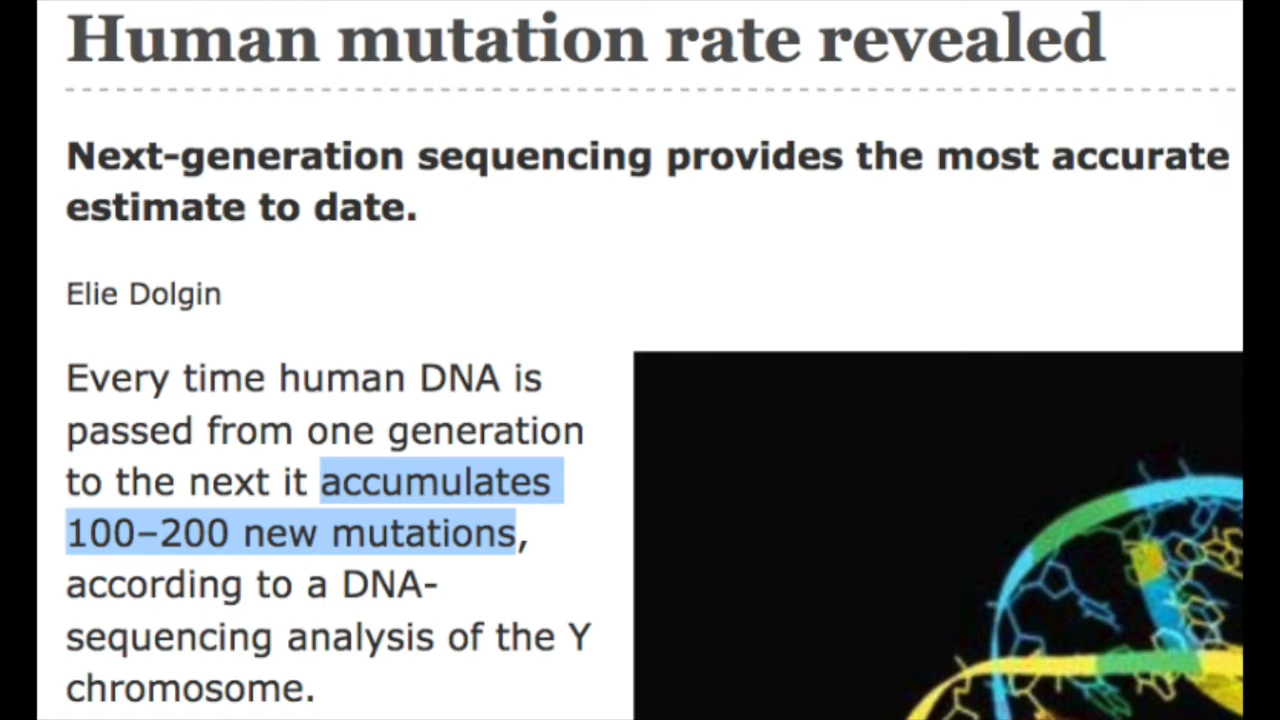 Human mutation rate revealed
Next-generation sequencing provides the most accurate
estimate to date.
Elie Dolgin
Every time human DNA is
passed from one generation
to the next it accumulates
100–200 new mutations,
according to a DNA-
sequencing analysis of the Y
chromosome.